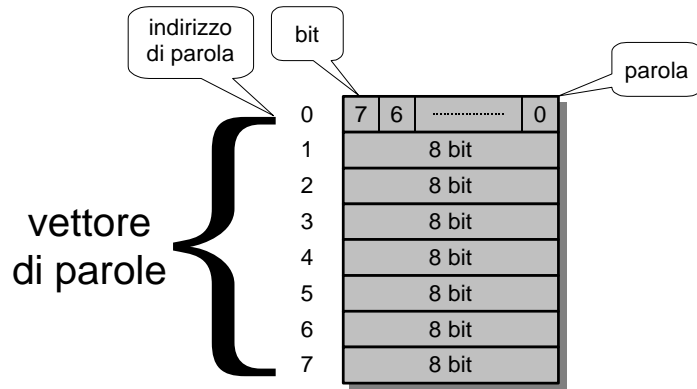 indirizzo
di parola
bit
parola
0 7 6 0
1 8 bit
2 8 bit
3 8 bit
vettore
di parole
4 8 bit
5 8 bit
6 8 bit
7 8 bit